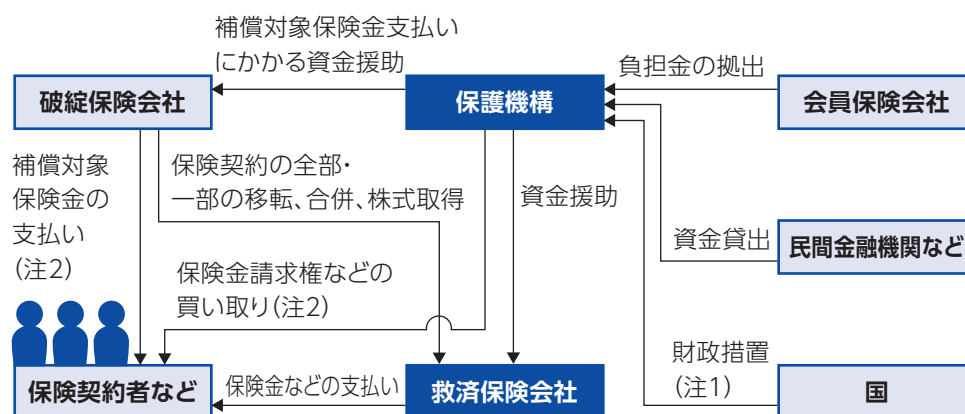 補償対象保険金支払い
にかかる資金援助
負担金の拠出
破綻保険会社
保護機構
会員保険会社
補償対象
保険金の
支払い
(注2)
保険契約の全部・
一部の移転、合併、株式取得
資金援助
資金貸出
民間金融機関など
保険金請求権などの
買い取り(注2)
財政措置
(注1)
保険契約者など
保険金などの支払い
救済保険会社
国